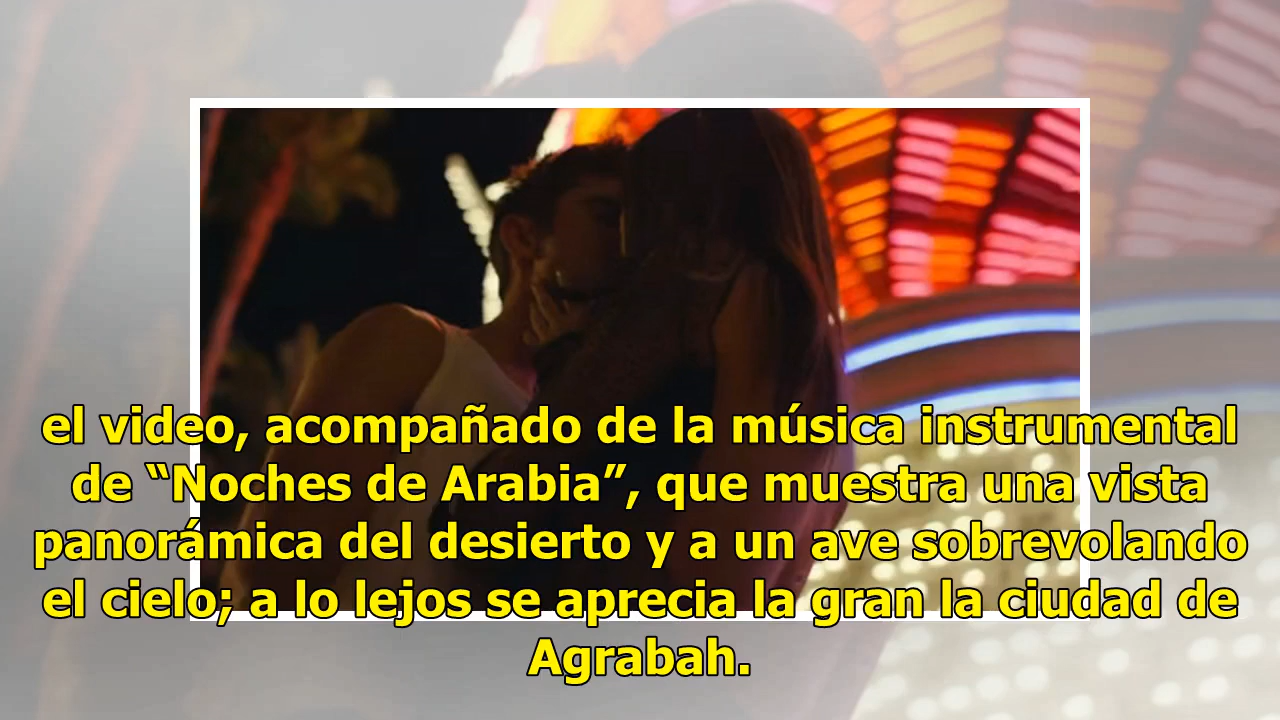 el video, acompañado de la música instrumental
de “Noches de Arabia”, que muestra una vista
panorámica del desierto y a un ave sobrevolando
el cielo; a lo lejos se aprecia la gran la ciudad de
Agrabah.